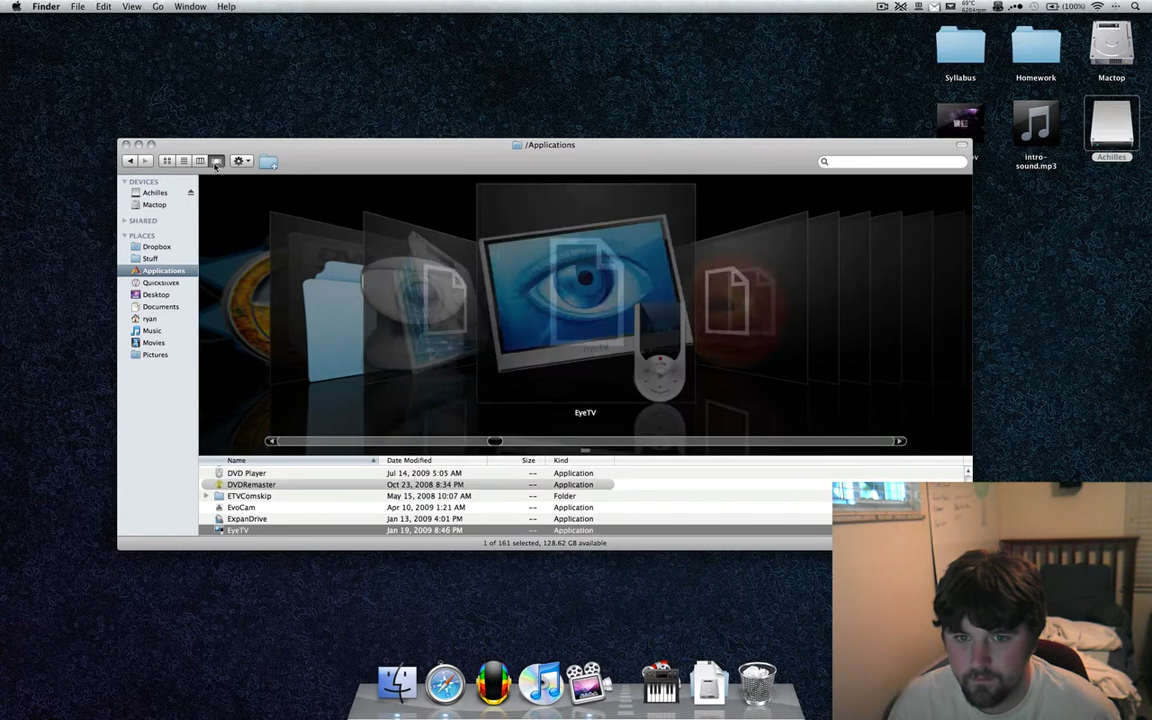 Finder File Edit View Go Window Help
60°C
6204rpm
(100%)
Syllabus
Homework
Mactop
intro-
sound.mp3
Achilles
/Applications
DEVICES
Achilles
Mactop
SHARED
PLACES
Dropbox
Stuff
Applications
QUICKSILVER
Desktop
Documents
ryan
Music
Movies
Pictures
EyeTV
Name Date Modified Size Kind
DVD Player Jul 14, 2009 5:05 AM -- Application
DVDRemaster Oct 23, 2008 8:34 PM -- Application
ETVComskip May 15, 2008 10:07 AM -- Folder
EvoCam Apr 10, 2009 1:21 AM -- Application
ExpanDrive Jan 13, 2009 4:01 PM -- Application
EyeTV Jan 19, 2009 8:46 PM -- Application
1 of 161 selected, 128.62 GB available